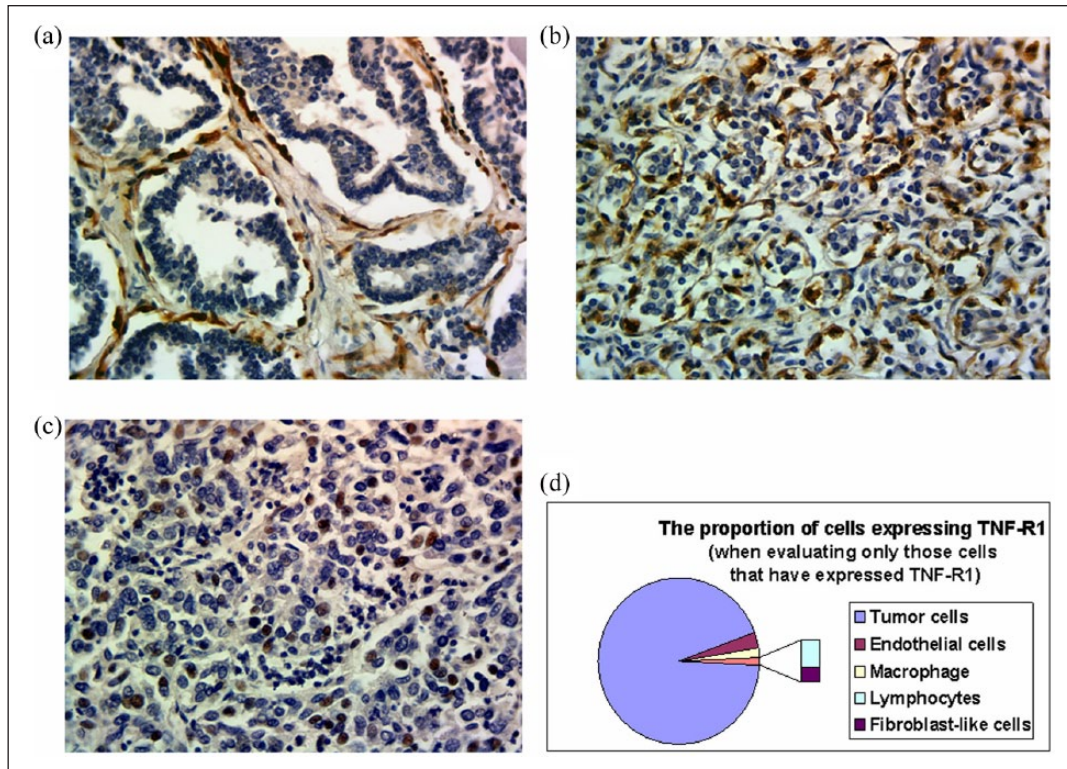 (a)
(b)
(c)
(d)
The proportion of cells expressing TNF-R1
(when evaluating only those cells
that have expressed TNF-R1)
Tumor cells
Endothelial cells
Macrophage
Lymphocytes
Fibroblast-like cells